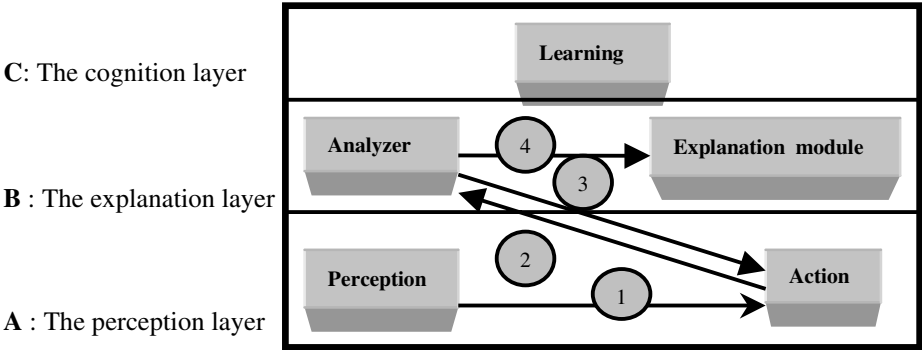 Learning
C: The cognition layer
Analyzer
4
Explanation module
3
B : The explanation layer
2
Perception
Action
1
A : The perception layer